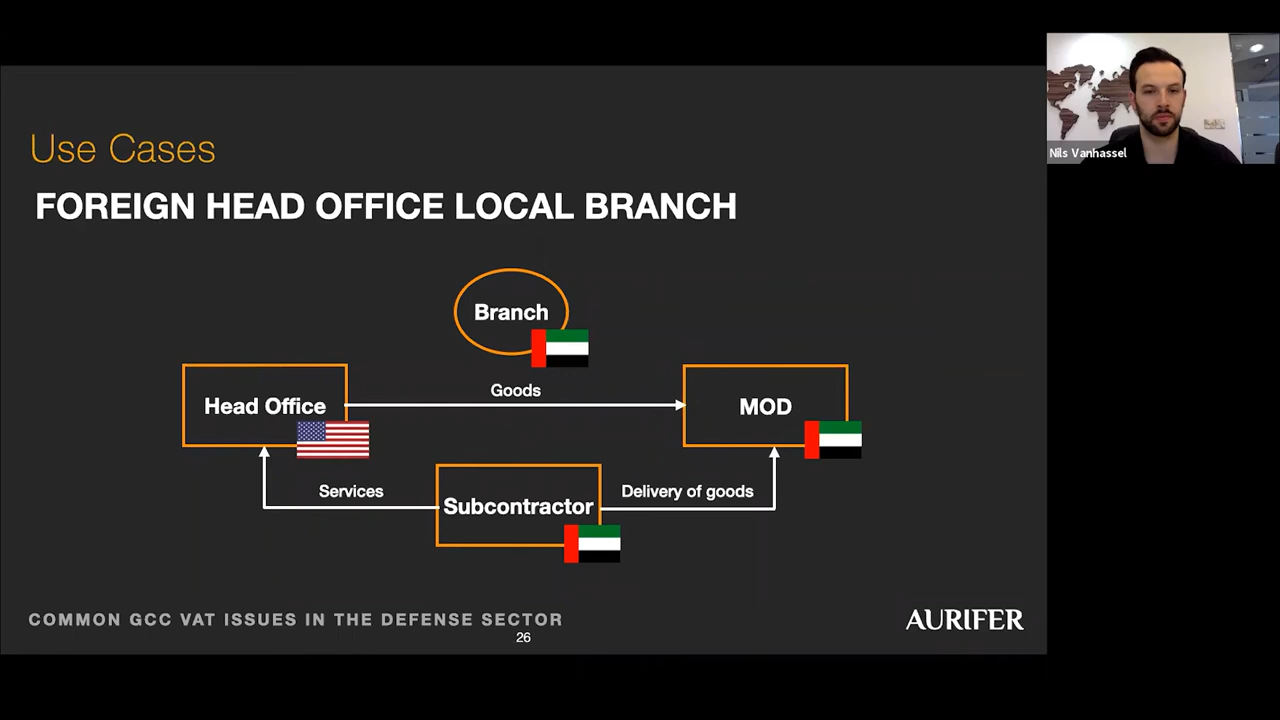 Nils Vanhassel
Use Cases
FOREIGN HEAD OFFICE LOCAL BRANCH
Branch
Goods
Head Office
MOD
Services
Delivery of goods
Subcontractor
COMMON GCC VAT ISSUES IN THE DEFENSE SECTOR
AURIFER
26